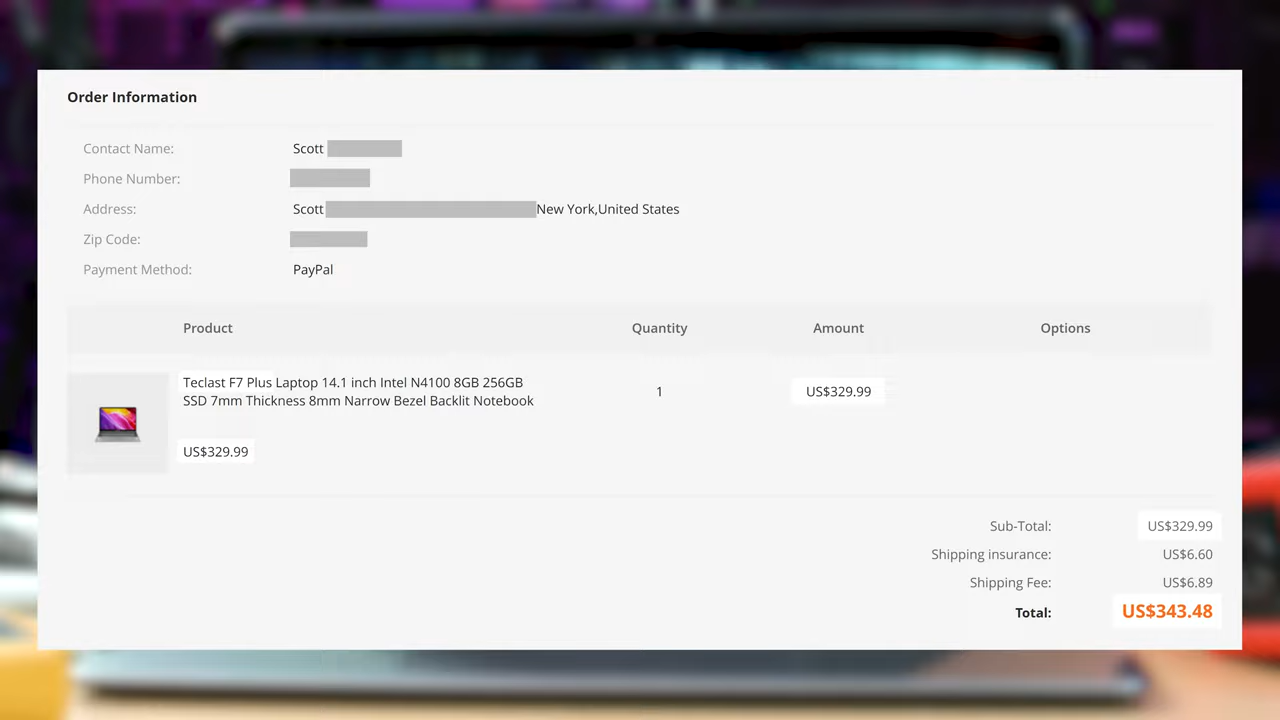 Order Information
Contact Name: Scott
Phone Number:
Address: Scott New York,United States
Zip Code:
Payment Method: PayPal
Product Quantity Amount Options
Teclast F7 Plus Laptop 14.1 inch Intel N4100 8GB 256GB
SSD 7mm Thickness 8mm Narrow Bezel Backlit Notebook
1 US$329.99
US$329.99
Sub-Total: US$329.99
Shipping insurance: US$6.60
Shipping Fee: US$6.89
Total: US$343.48